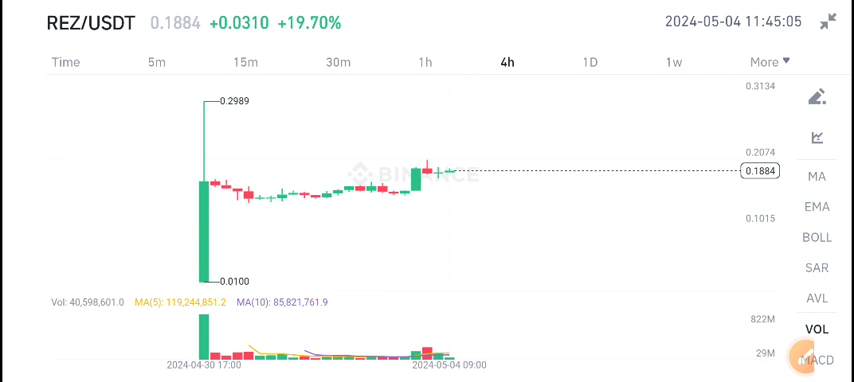 REZ/USDT 0.1884 +0.0310 +19.70% 2024-05-04 11:45:05
Time 5m 15m 30m 1h 4h 1D 1w More
0.3134
0.2989
0.2074
BINANCE
0.1884
0.1015
0.0100
MA
EMA
BOLL
SAR
AVL
VOL
MACD
Vol: 40,598,601.0 MA(5): 119,244,851.2 MA(10): 85,821,761.9
822M
29M
2024-04-30 17:00 2024-05-04 09:00